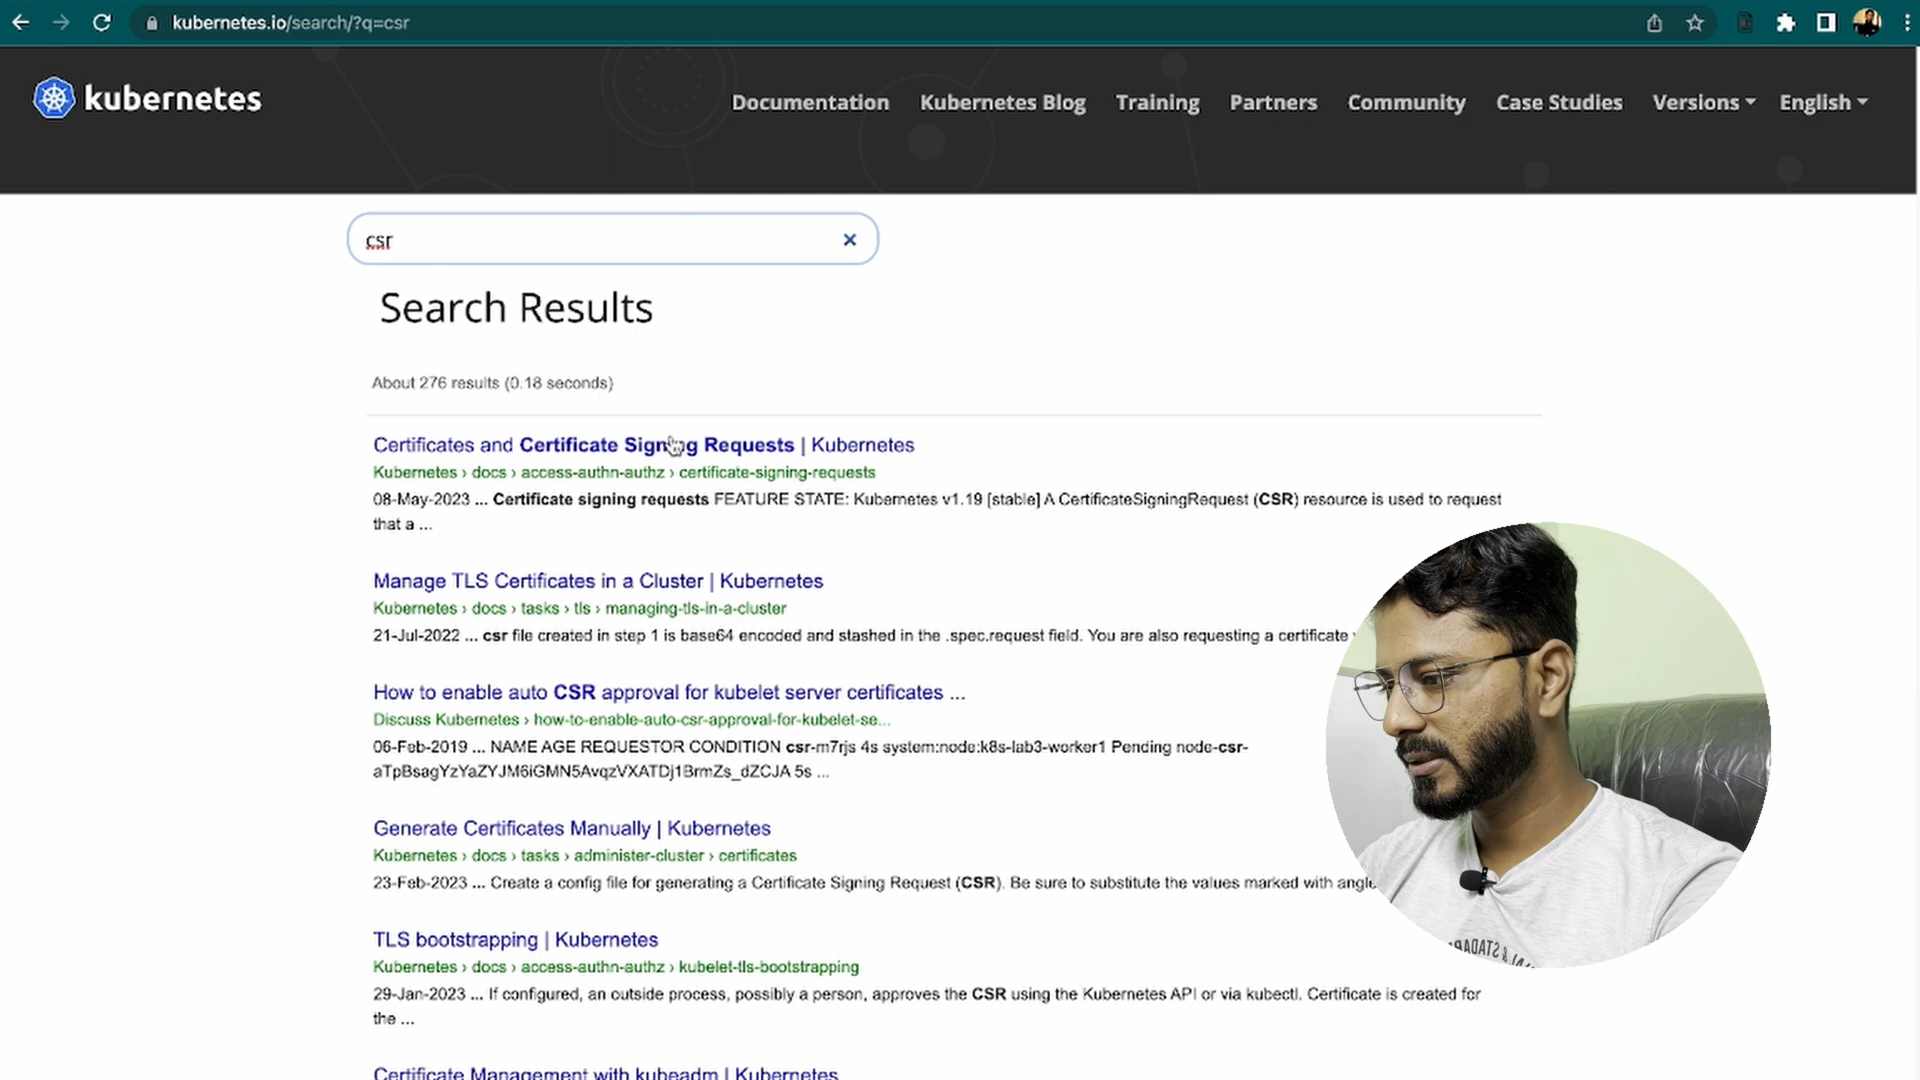 kubernetes.io/search/?q=csr
kubernetes
Documentation Kubernetes Blog Training Partners Community Case Studies Versions English
csr
Search Results
About 276 results (0.18 seconds)
Certificates and Certificate Signing Requests | Kubernetes
Kubernetes › docs › access-authn-authz › certificate-signing-requests
08-May-2023 ... Certificate signing requests FEATURE STATE: Kubernetes v1.19 [stable] A CertificateSigningRequest (CSR) resource is used to request
that a ...
Manage TLS Certificates in a Cluster | Kubernetes
Kubernetes › docs › tasks › tls › managing-tls-in-a-cluster
21-Jul-2022 ... csr file created in step 1 is base64 encoded and stashed in the .spec.request field. You are also requesting a certificate
How to enable auto CSR approval for kubelet server certificates ...
Discuss Kubernetes › how-to-enable-auto-csr-approval-for-kubelet-se...
06-Feb-2019 ... NAME AGE REQUESTOR CONDITION csr-m7rjs 4s system:node:k8s-lab3-worker1 Pending node-csr-
aTpBsagYzYaZYJM6iGMN5AvqzVXATDj1BrmZs_dZCJA 5s ...
Generate Certificates Manually | Kubernetes
Kubernetes › docs › tasks › administer-cluster › certificates
23-Feb-2023 ... Create a config file for generating a Certificate Signing Request (CSR). Be sure to substitute the values marked with
TLS bootstrapping | Kubernetes
Kubernetes › docs › access-authn-authz › kubelet-tls-bootstrapping
29-Jan-2023 ... If configured, an outside process, possibly a person, approves the CSR using the Kubernetes API or via kubectl. Certificate is created for
the ...
Certificate Management with kubeadm | Kubernetes